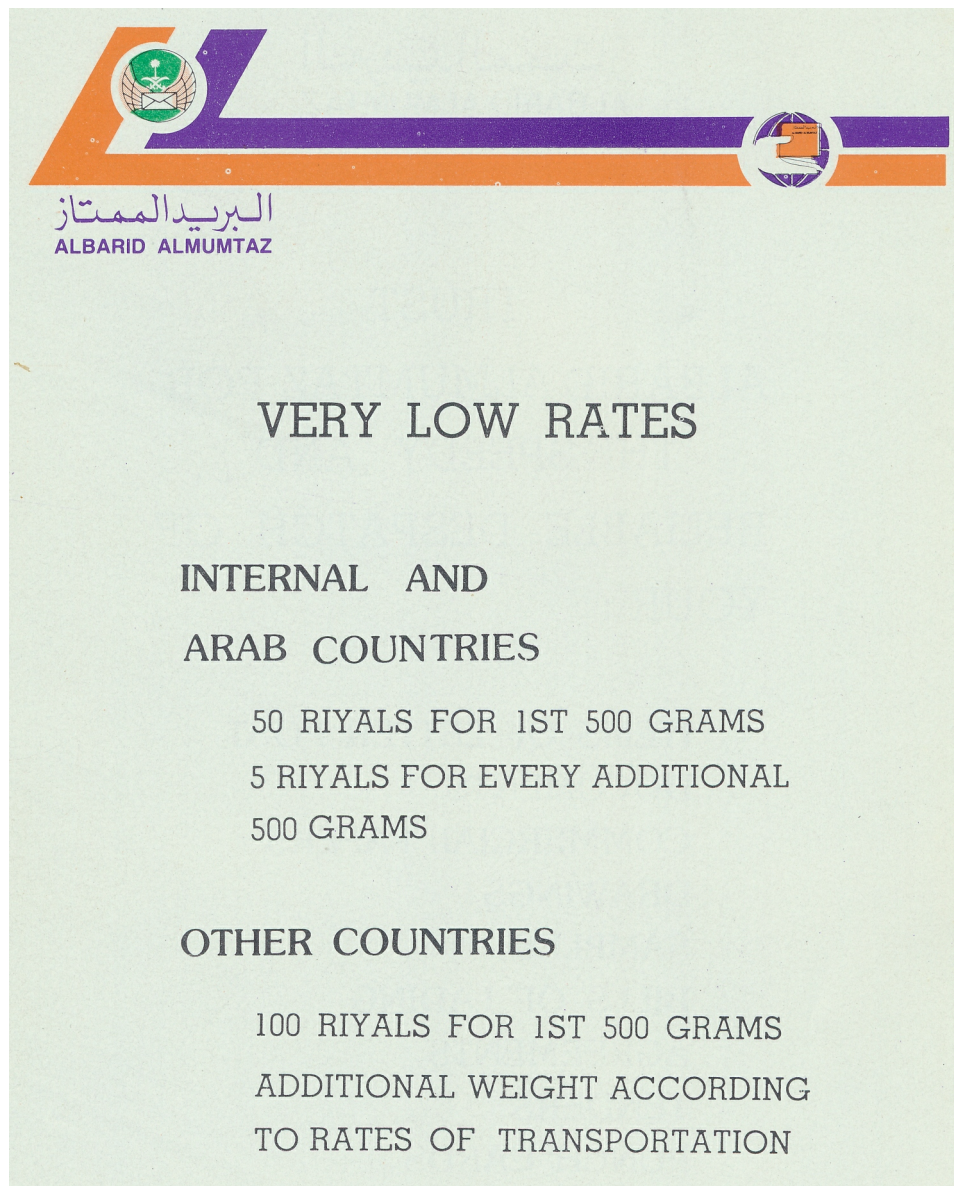 البريد الممتاز
ALBARID ALMUMTAZ
VERY LOW RATES
INTERNAL AND
ARAB COUNTRIES
50 RIYALS FOR 1ST 500 GRAMS
5 RIYALS FOR EVERY ADDITIONAL
500 GRAMS
OTHER COUNTRIES
100 RIYALS FOR 1ST 500 GRAMS
ADDITIONAL WEIGHT ACCORDING
TO RATES OF TRANSPORTATION